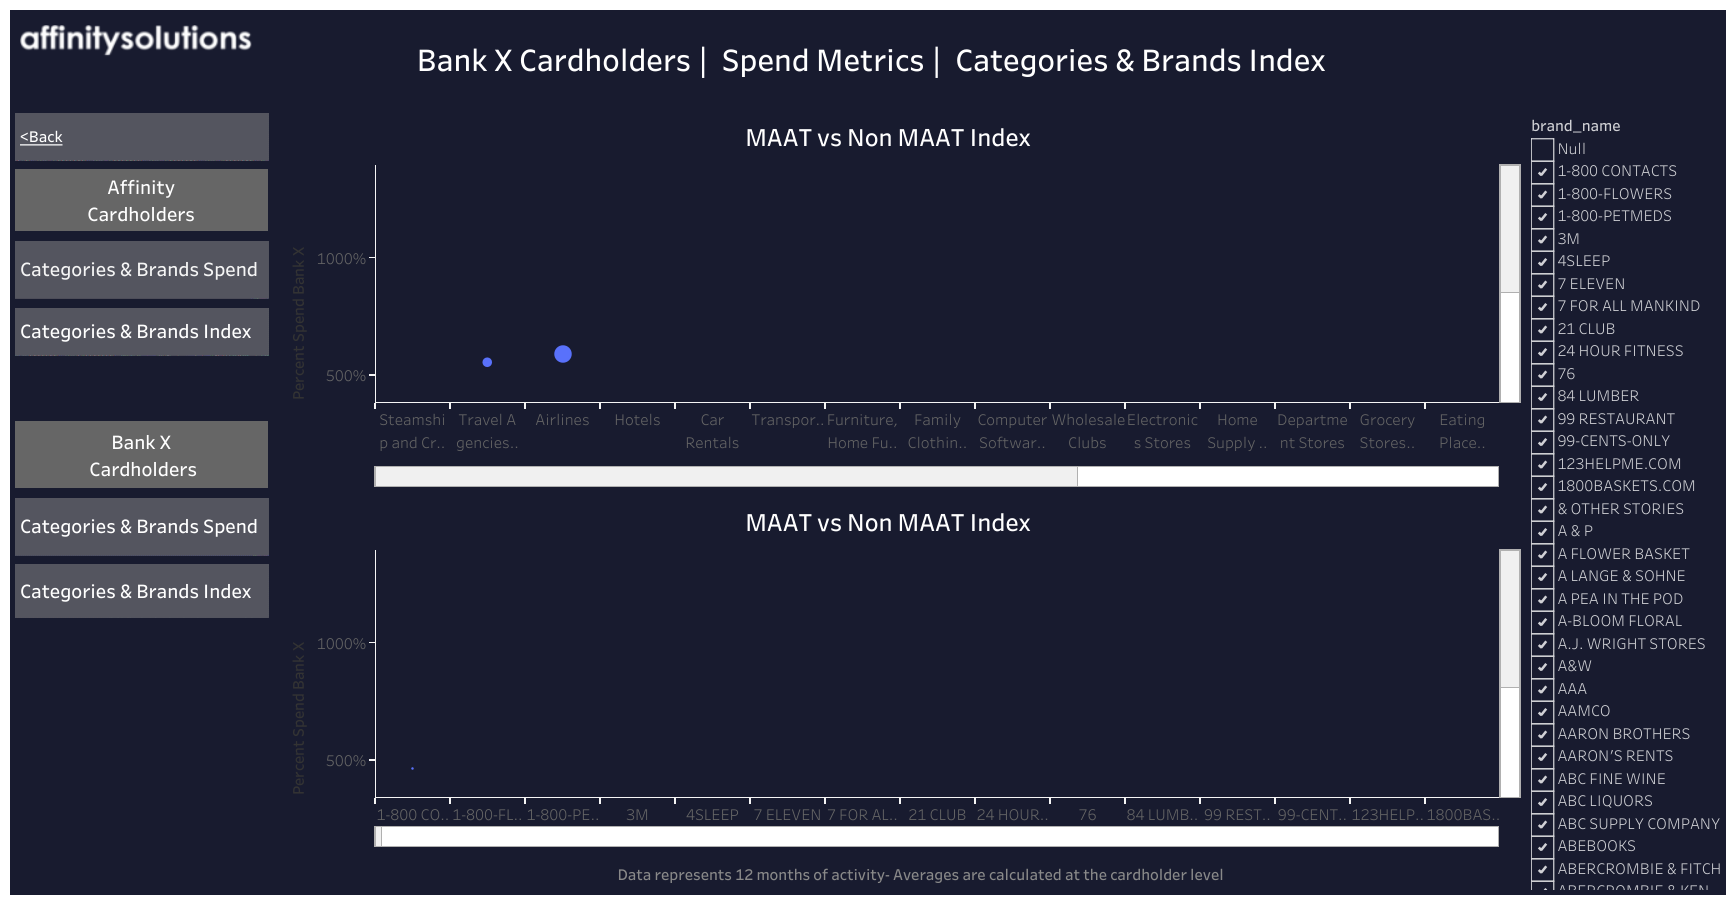 affinitysolutions
Bank X Cardholders | Spend Metrics | Categories & Brands Index
<Back
Affinity
Cardholders
Categories & Brands Spend
Categories & Brands Index
Bank X
Cardholders
Categories & Brands Spend
Categories & Brands Index
MAAT vs Non MAAT Index
Percent Spend Bank X
1000%
500%
Steamshi
p and Cr..
Travel A
gencies..
Airlines
Hotels
Car
Rentals
Transpor..
Furniture,
Home Fu..
Family
Clothin..
Computer
Softwar..
Wholesale
Clubs
Electronic
s Stores
Home
Supply ..
Departme
nt Stores
Grocery
Stores..
Eating
Place..
MAAT vs Non MAAT Index
Percent Spend Bank X
1000%
500%
1-800 CO..
1-800-FL..
1-800-PE..
3M
4SLEEP
7 ELEVEN
7 FOR AL..
21 CLUB
24 HOUR..
76
84 LUMB..
99 REST..
99-CENT..
123HELP..
1800BAS..
Data represents 12 months of activity- Averages are calculated at the cardholder level
brand_name
Null
1-800 CONTACTS
1-800-FLOWERS
1-800-PETMEDS
3M
4SLEEP
7 ELEVEN
7 FOR ALL MANKIND
21 CLUB
24 HOUR FITNESS
76
84 LUMBER
99 RESTAURANT
99-CENTS-ONLY
123HELPME.COM
1800BASKETS.COM
& OTHER STORIES
A & P
A FLOWER BASKET
A LANGE & SOHNE
A PEA IN THE POD
A-BLOOM FLORAL
A.J. WRIGHT STORES
A&W
AAA
AAMCO
AARON BROTHERS
AARON'S RENTS
ABC FINE WINE
ABC LIQUORS
ABC SUPPLY COMPANY
ABEBOOKS
ABERCROMBIE & FITCH